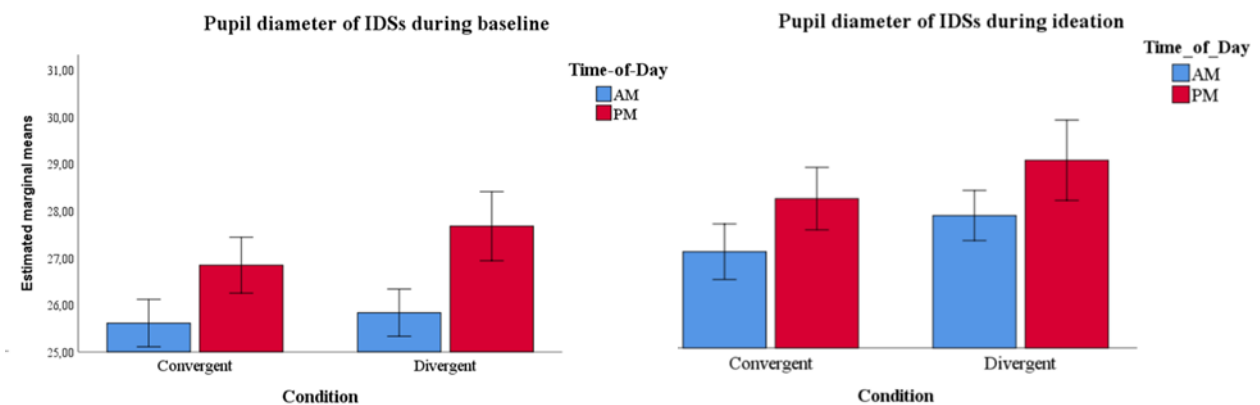 Pupil diameter of IDSs during baseline
Estimated marginal means
31,00
30,00
29,00
28,00
27,00
26,00
25,00
Time-of-Day
AM
PM
Convergent
Divergent
Condition
Pupil diameter of IDSs during ideation
Time_of_Day
AM
PM
Convergent
Divergent
Condition